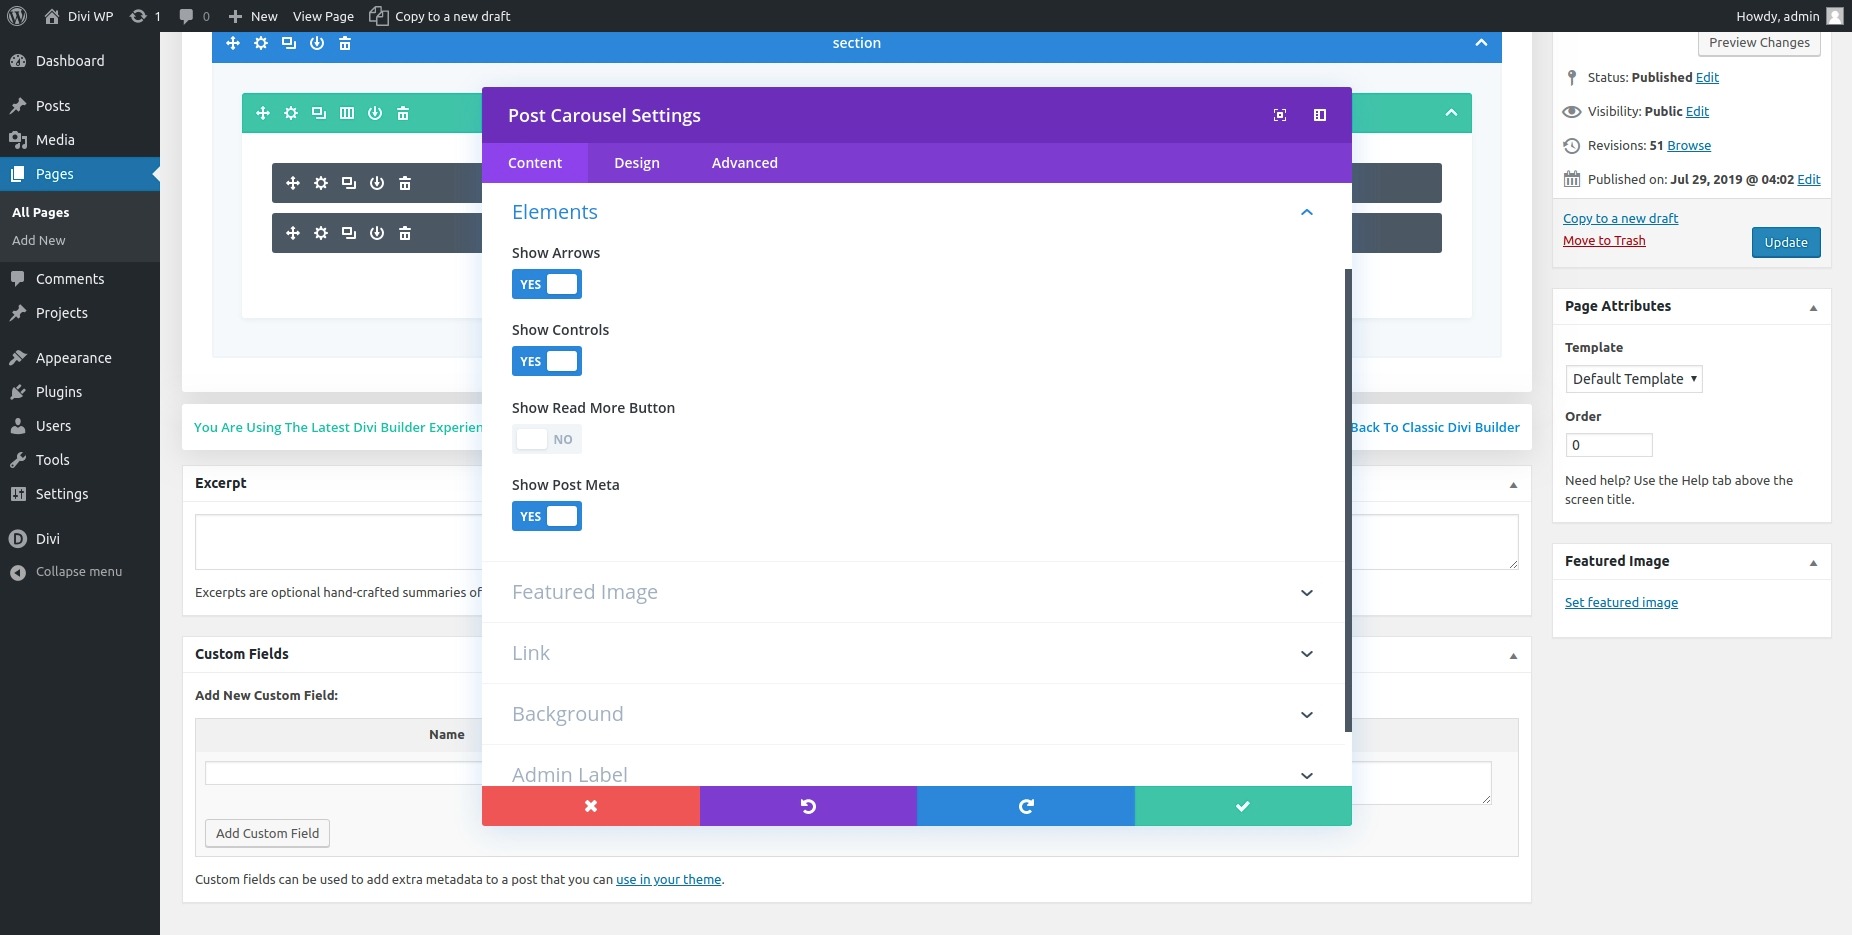 Divi WP
1
0
New
View Page
Copy to a new draft
Howdy, admin
Dashboard
Posts
Media
Pages
All Pages
Add New
Comments
Projects
Appearance
Plugins
Users
Tools
Settings
Divi
Collapse menu
section
Post Carousel Settings
Content
Design
Advanced
Elements
Show Arrows
YES
Show Controls
YES
Show Read More Button
NO
Show Post Meta
YES
Featured Image
Link
Background
Admin Label
You Are Using The Latest Divi Builder Experien
Back To Classic Divi Builder
Excerpt
Excerpts are optional hand-crafted summaries of
Custom Fields
Add New Custom Field:
Name
Add Custom Field
Custom fields can be used to add extra metadata to a post that you can use in your theme.
Preview Changes
Status: Published Edit
Visibility: Public Edit
Revisions: 51 Browse
Published on: Jul 29, 2019 @ 04:02 Edit
Copy to a new draft
Move to Trash
Update
Page Attributes
Template
Default Template
Order
0
Need help? Use the Help tab above the
screen title.
Featured Image
Set featured image